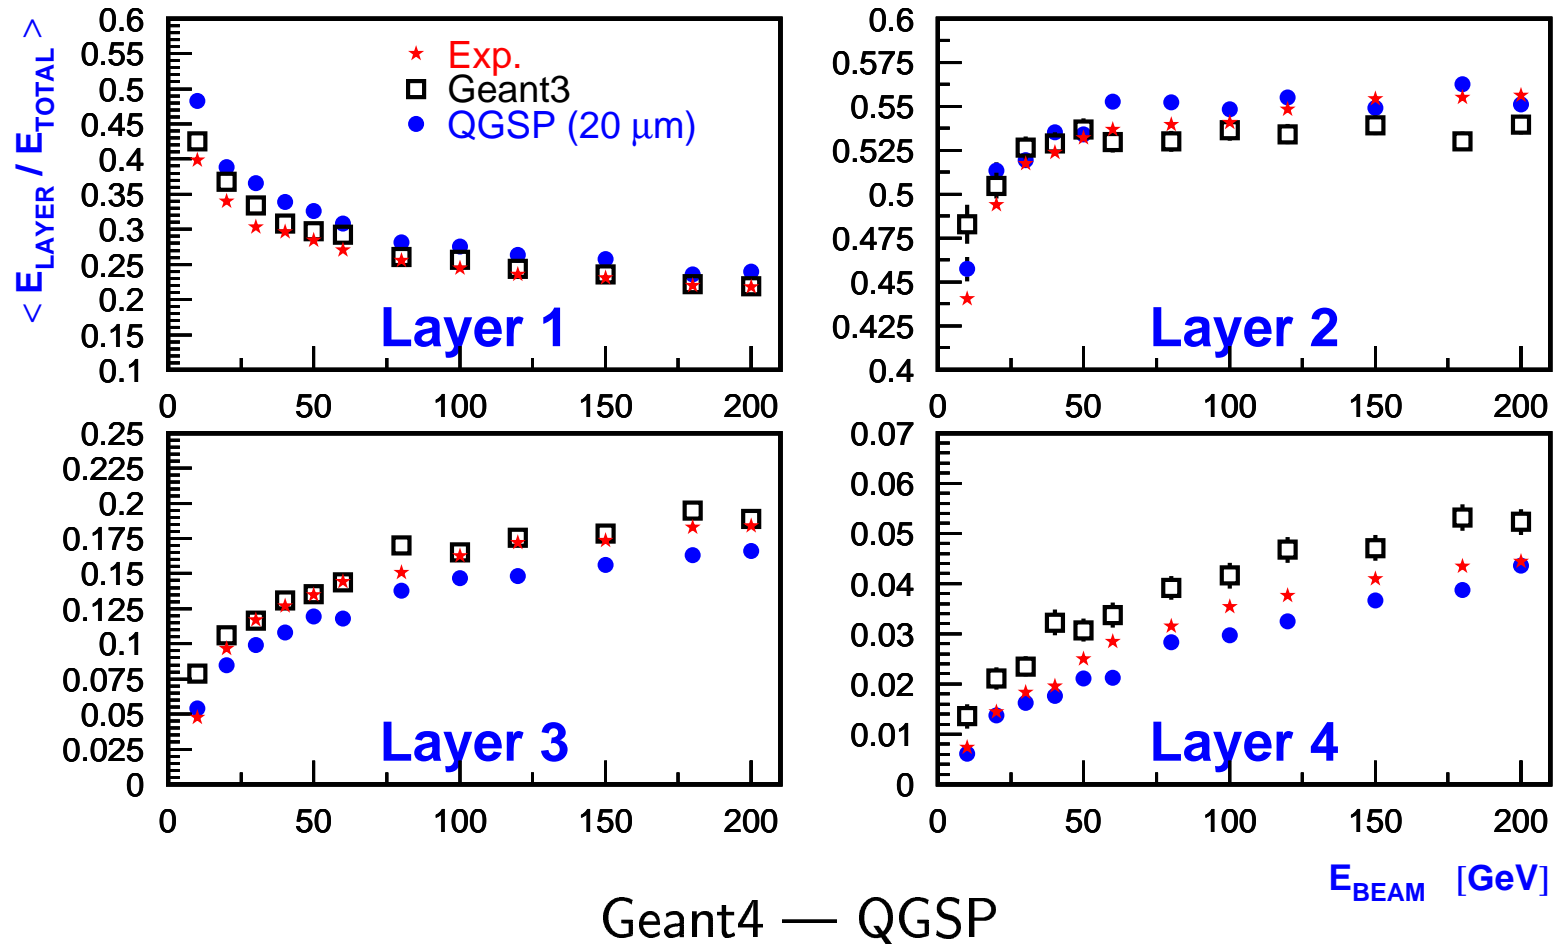 < E_LAYER / E_TOTAL >
0.6
0.55
0.5
0.45
0.4
0.35
0.3
0.25
0.2
0.15
0.1
Exp.
Geant3
QGSP (20 μm)
Layer 1
0 50 100 150 200
0.6
0.575
0.55
0.525
0.5
0.475
0.45
0.425
0.4
Layer 2
0 50 100 150 200
0.25
0.225
0.2
0.175
0.15
0.125
0.1
0.075
0.05
0.025
0
Layer 3
0 50 100 150 200
0.07
0.06
0.05
0.04
0.03
0.02
0.01
0
Layer 4
0 50 100 150 200
E_BEAM [GeV]
Geant4 — QGSP